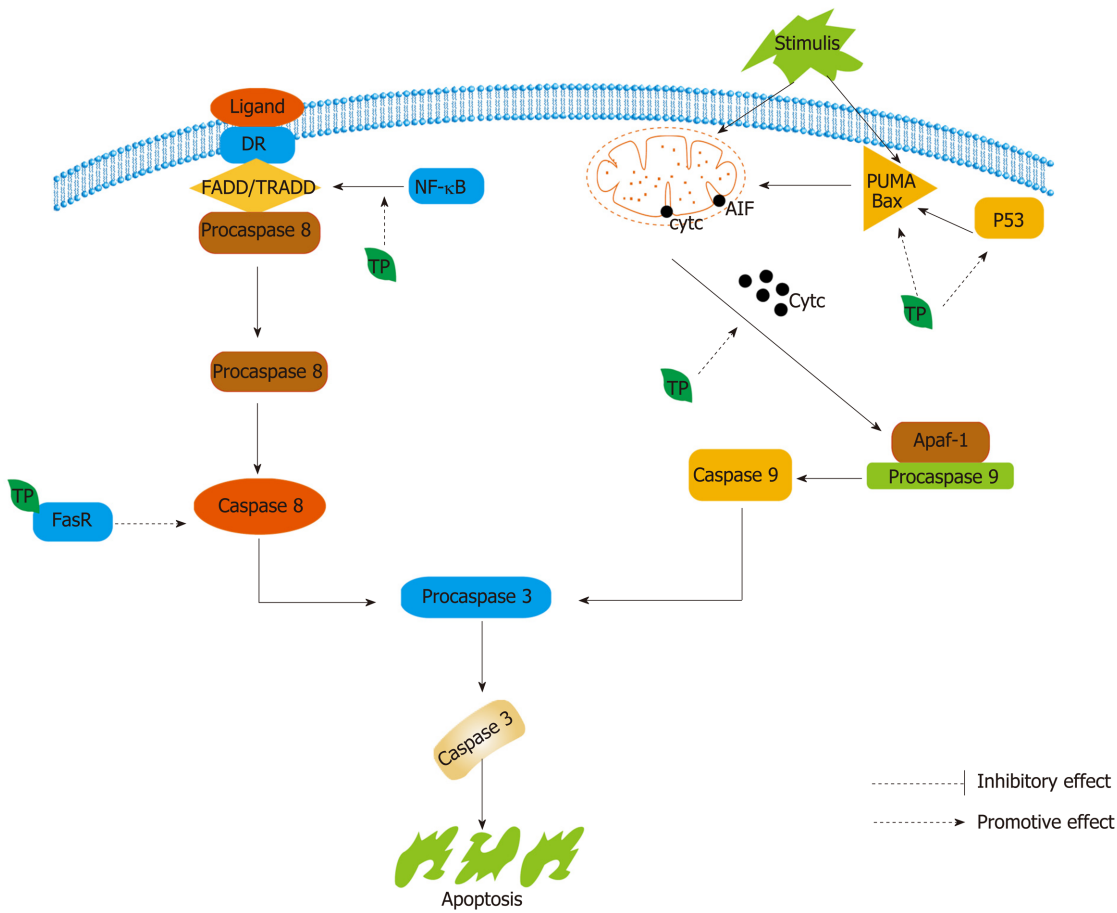 Stimulis
Ligand
DR
FADD/TRADD
NF-κB
Procaspase 8
TP
AIF
cytc
PUMA
Bax
P53
TP
Cytc
TP
Procaspase 8
Apaf-1
Procaspase 9
Caspase 9
TP
FasR
Caspase 8
Procaspase 3
Caspase 3
Inhibitory effect
Promotive effect
Apoptosis